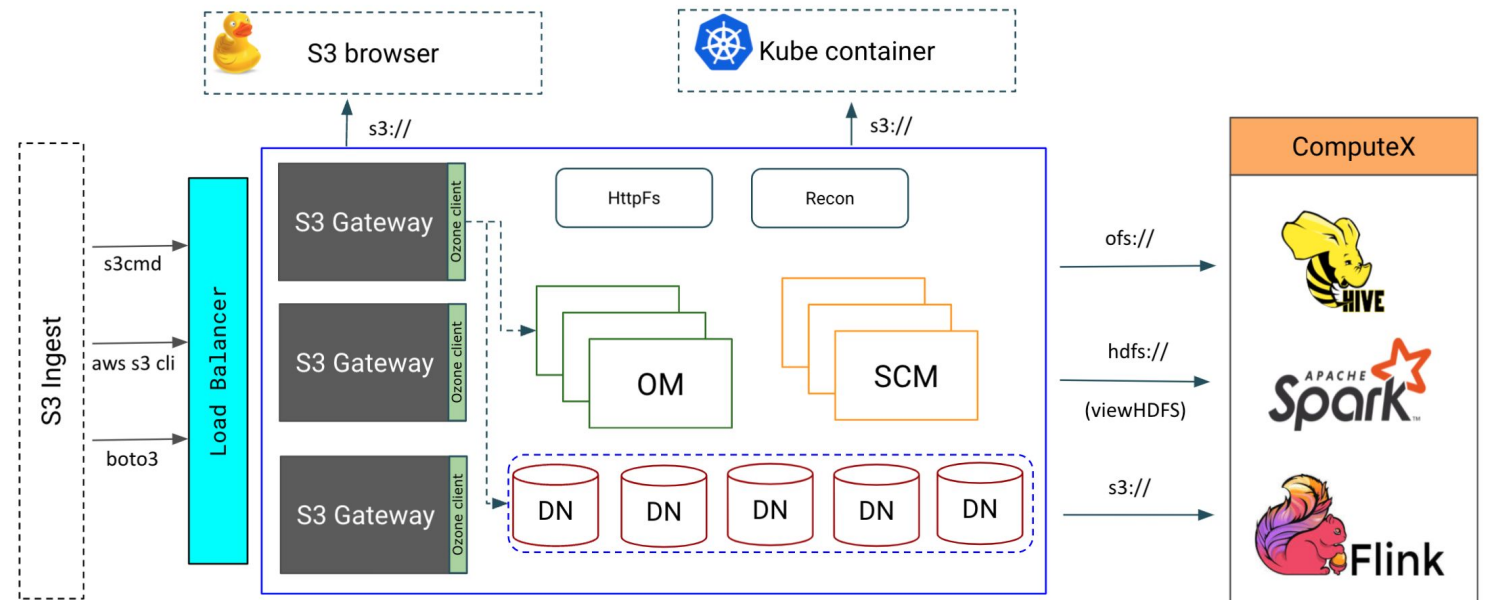 S3 browser
Kube container
s3://
s3://
S3 Ingest
s3cmd
aws s3 cli
boto3
Load Balancer
S3 Gateway
Ozone client
S3 Gateway
Ozone client
S3 Gateway
Ozone client
HttpFs
Recon
OM
SCM
DN
DN
DN
DN
DN
ofs://
hdfs://
(viewHDFS)
s3://
ComputeX
HIVE
APACHE
Spark™
Flink